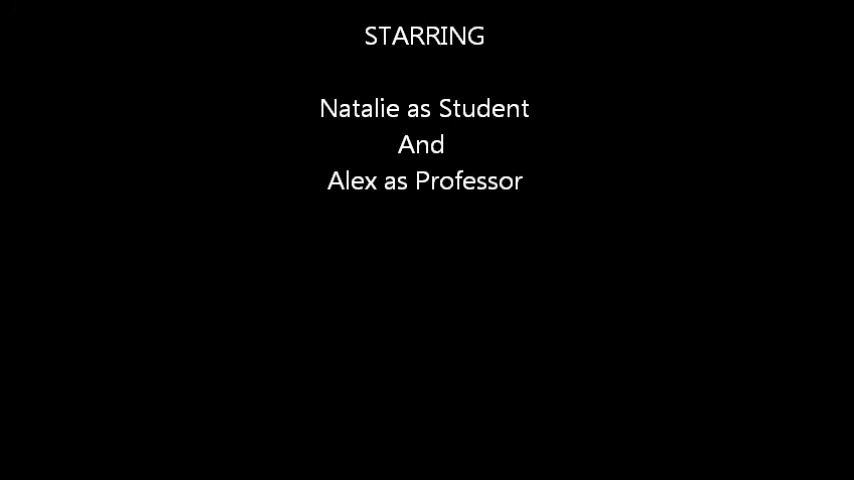 STARRING
Natalie as Student
And
Alex as Professor